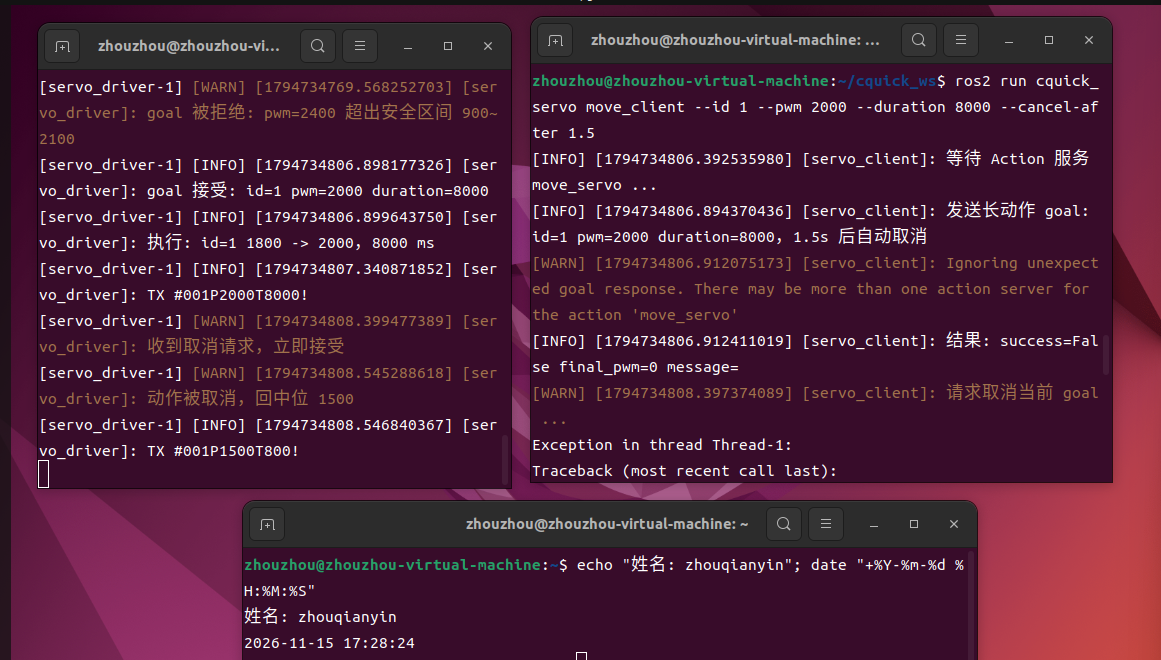 zhouzhou@zhouzhou-vi...
[servo_driver-1] [WARN] [1794734769.568252703] [ser
vo_driver]: goal 被拒绝: pwm=2400 超出安全区间 900~
2100
[servo_driver-1] [INFO] [1794734806.898177326] [ser
vo_driver]: goal 接受: id=1 pwm=2000 duration=8000
[servo_driver-1] [INFO] [1794734806.899643750] [ser
vo_driver]: 执行: id=1 1800 -> 2000，8000 ms
[servo_driver-1] [INFO] [1794734807.340871852] [ser
vo_driver]: TX #001P2000T8000!
[servo_driver-1] [WARN] [1794734808.399477389] [ser
vo_driver]: 收到取消请求，立即接受
[servo_driver-1] [WARN] [1794734808.545288618] [ser
vo_driver]: 动作被取消，回中位 1500
[servo_driver-1] [INFO] [1794734808.546840367] [ser
vo_driver]: TX #001P1500T800!
zhouzhou@zhouzhou-virtual-machine: ...
zhouzhou@zhouzhou-virtual-machine:~/cquick_ws$ ros2 run cquick_
servo move_client --id 1 --pwm 2000 --duration 8000 --cancel-af
ter 1.5
[INFO] [1794734806.392535980] [servo_client]: 等待 Action 服务
move_servo ...
[INFO] [1794734806.894370436] [servo_client]: 发送长动作 goal:
id=1 pwm=2000 duration=8000，1.5s 后自动取消
[WARN] [1794734806.912075173] [servo_client]: Ignoring unexpect
ed goal response. There may be more than one action server for
the action 'move_servo'
[INFO] [1794734806.912411019] [servo_client]: 结果: success=Fal
se final_pwm=0 message=
[WARN] [1794734808.397374089] [servo_client]: 请求取消当前 goal
...
Exception in thread Thread-1:
Traceback (most recent call last):
zhouzhou@zhouzhou-virtual-machine: ~
zhouzhou@zhouzhou-virtual-machine:~$ echo "姓名: zhouqianyin"; date "+%Y-%m-%d %
H:%M:%S"
姓名: zhouqianyin
2026-11-15 17:28:24